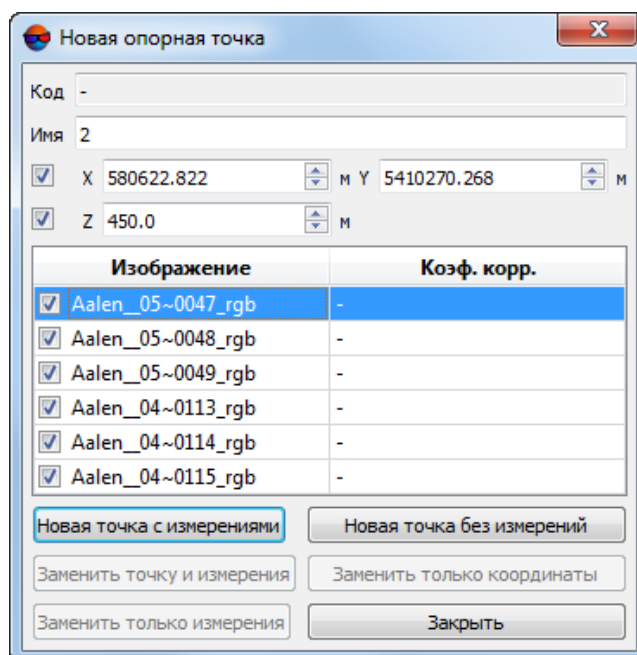 Новая опорная точка
Код -
Имя 2
X 580622.822 м Y 5410270.268 м
Z 450.0 м
Изображение Коэф. корр.
Aalen__05~0047_rgb -
Aalen__05~0048_rgb -
Aalen__05~0049_rgb -
Aalen__04~0113_rgb -
Aalen__04~0114_rgb -
Aalen__04~0115_rgb -
Новая точка с измерениями Новая точка без измерений
Заменить точку и измерения Заменить только координаты
Заменить только измерения Закрыть